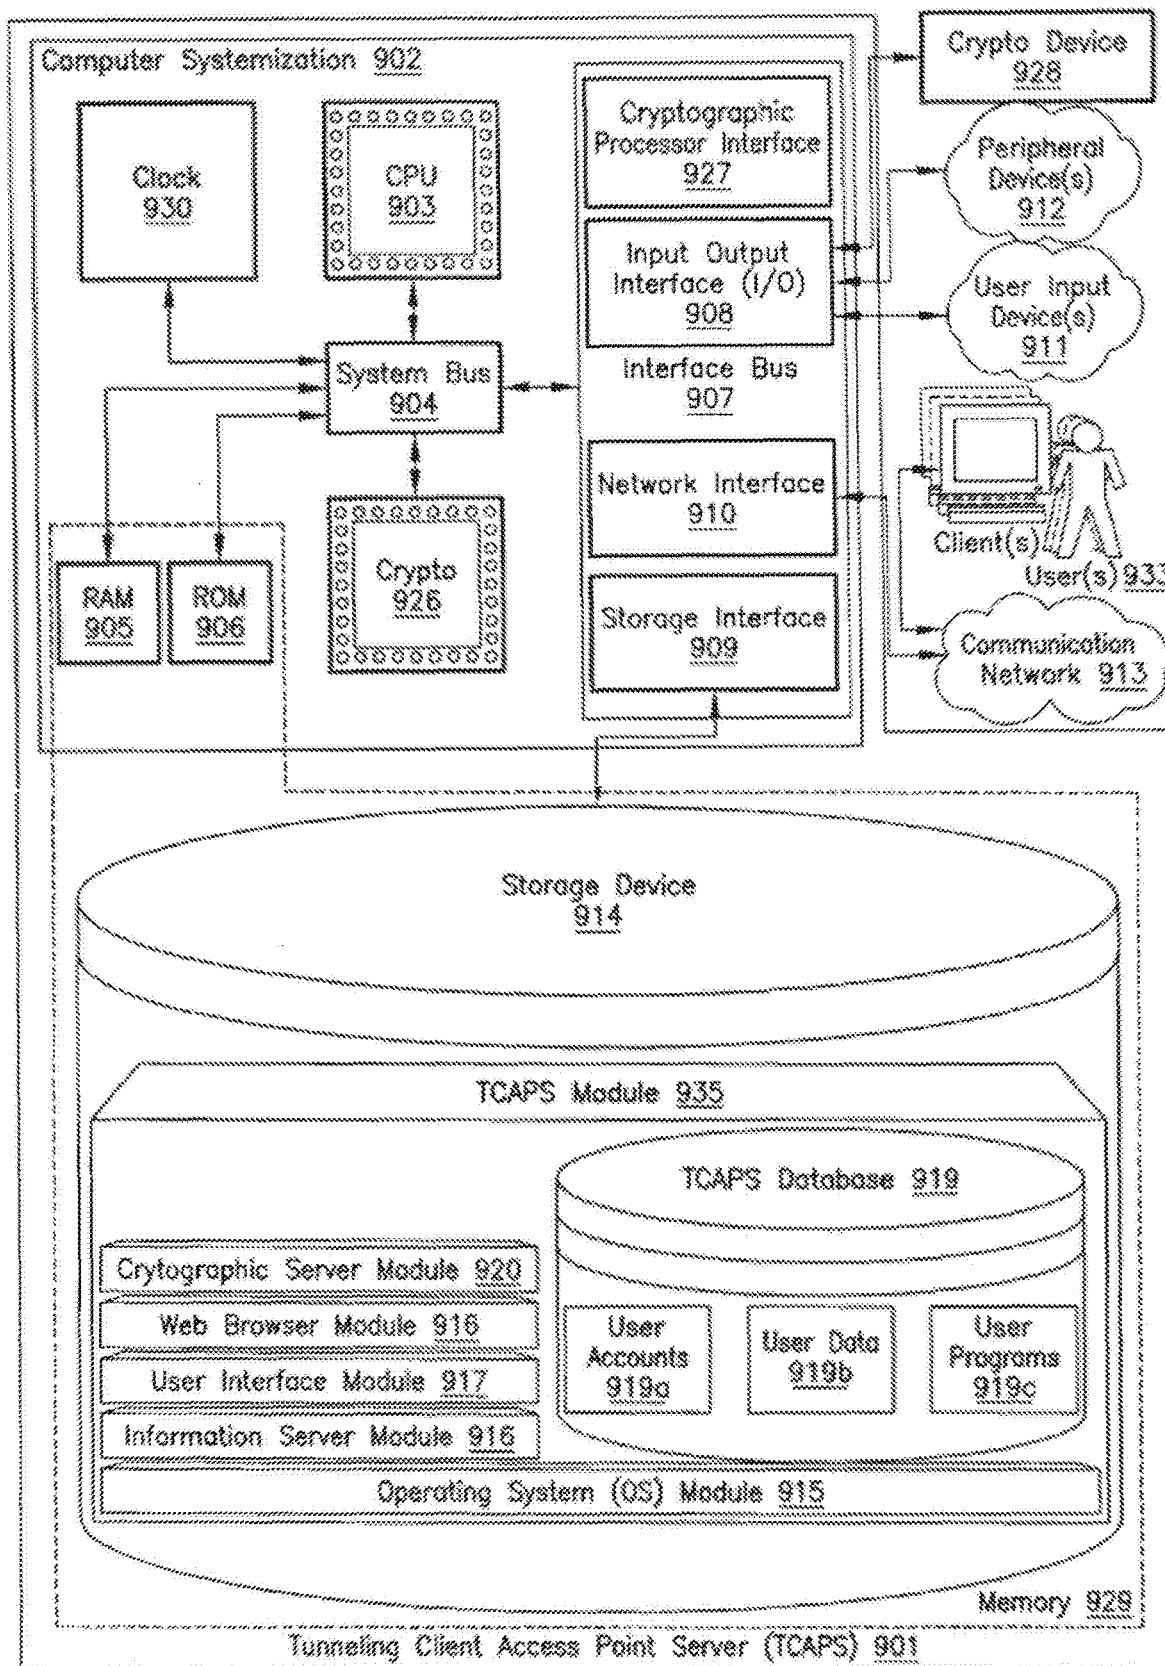 Computer Systemization 902
Crypto Device
928
Clock
930
CPU
903
Cryptographic
Processor Interface
927
Peripheral
Device(s)
912
Input Output
Interface (I/O)
908
User Input
Device(s)
911
System Bus
904
Interface Bus
907
Network Interface
910
Client(s)
User(s) 933
RAM
905
ROM
906
Crypto
926
Storage Interface
909
Communication
Network 913
Storage Device
914
TCAPS Module 935
TCAPS Database 919
Crytographic Server Module 920
Web Browser Module 916
User Interface Module 917
Information Server Module 916
User
Accounts
919a
User Data
919b
User
Programs
919c
Operating System (OS) Module 915
Memory 929
Tunneling Client Access Point Server (TCAPS) 901